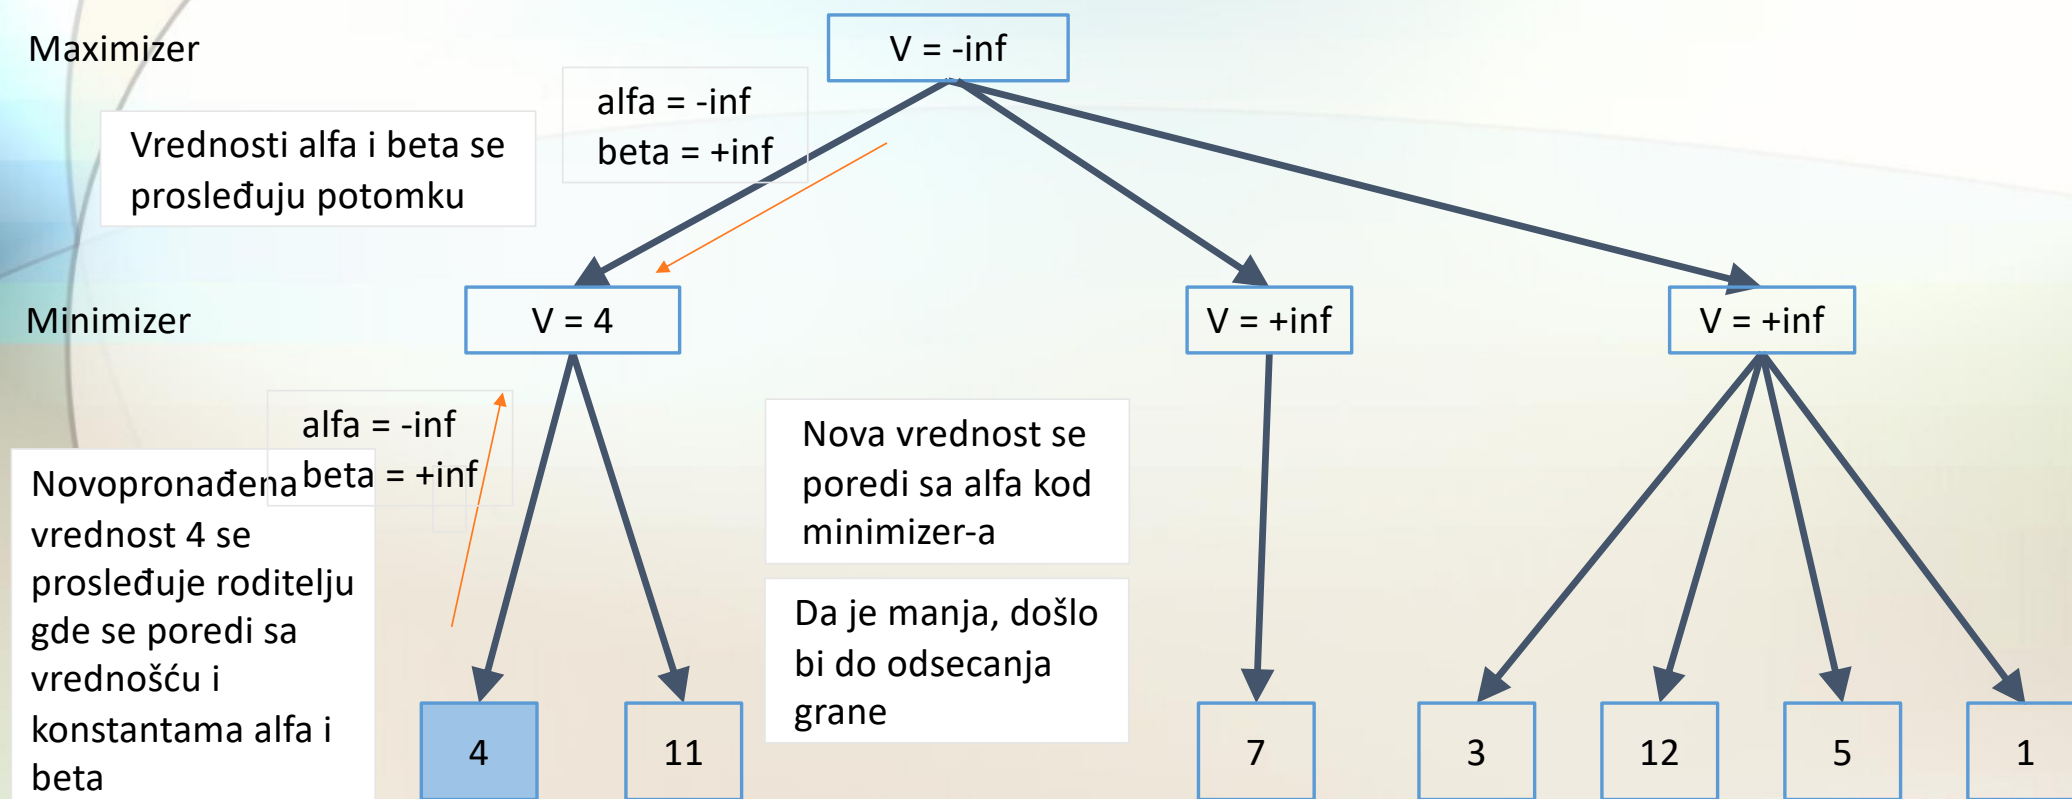 Maximizer
V = -inf
alfa = -inf
beta = +inf
Vrednosti alfa i beta se
prosleđuju potomku
Minimizer
V = 4
V = +inf
V = +inf
alfa = -inf
beta = +inf
Novopronađena
vrednost 4 se
prosleđuje roditelju
gde se poredi sa
vrednošću i
konstantama alfa i
beta
Nova vrednost se
poredi sa alfa kod
minimizer-a
Da je manja, došlo
bi do odsecanja
grane
4
11
7
3
12
5
1